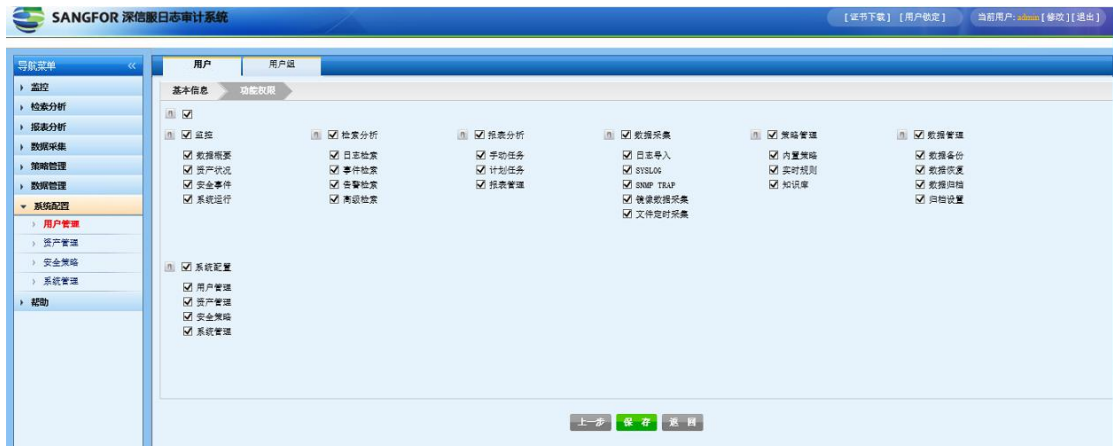 SANGFOR 深信服日志审计系统
[证书下载] [用户锁定] 当前用户:admin[修改][退出]
导航菜单 «
监控
检索分析
报表分析
数据采集
策略管理
数据管理
系统配置
用户管理
资产管理
安全策略
系统管理
帮助
用户 用户组
基本信息 功能权限
监控 检索分析 报表分析 数据采集 策略管理 数据管理
数据概要 日志检索 手动任务 日志导入 内置策略 数据备份
资产状况 事件检索 计划任务 SYSLOG 实时规则 数据恢复
安全事件 告警检索 报表管理 SNMP TRAP 知识库 数据归档
系统运行 高级检索 镜像数据采集 归档设置
文件定时采集
系统配置
用户管理
资产管理
安全策略
系统管理
上一步 保存 返回